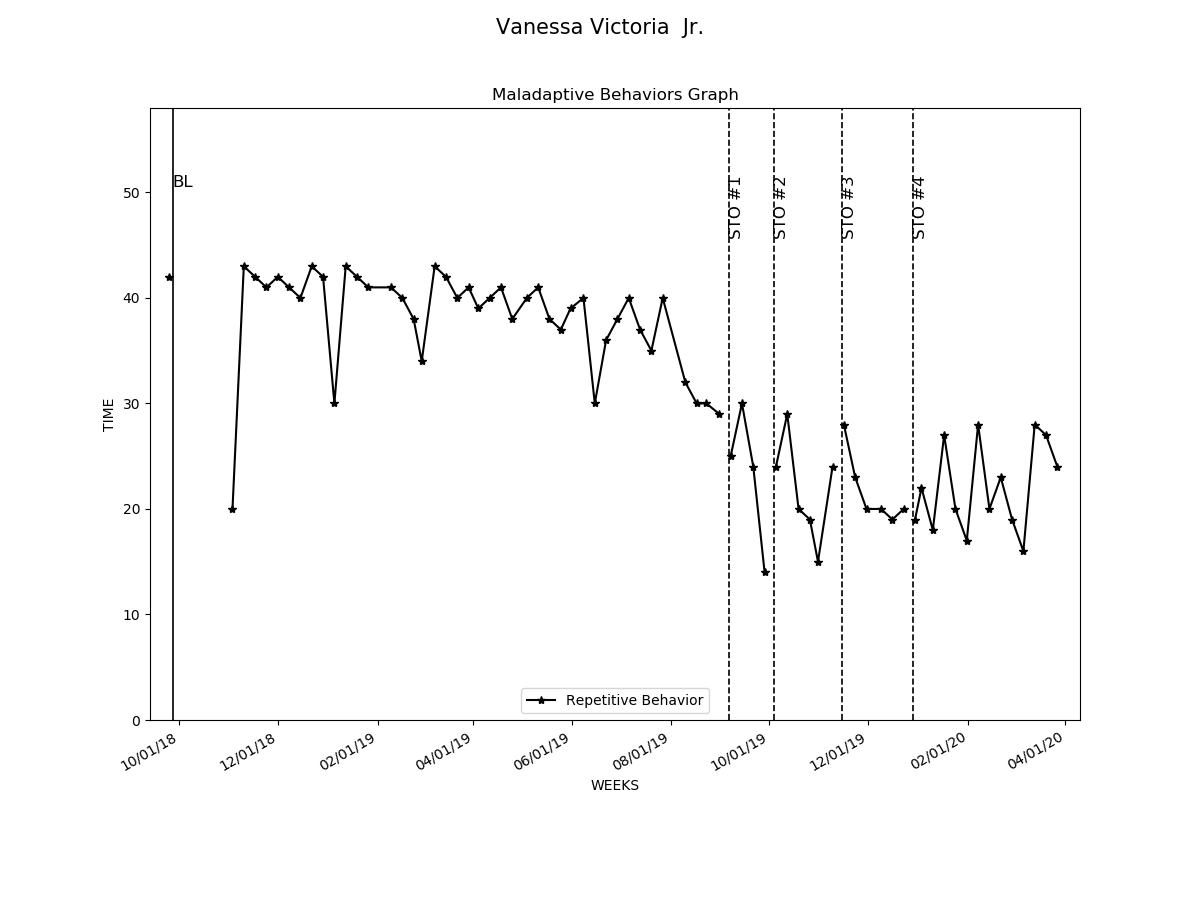 Vanessa Victoria  Jr.
Maladaptive Behaviors Graph
BL
STO #1
STO #2
STO #3
STO #4
50
40
30
20
10
0
TIME
Repetitive Behavior
10/01/18
12/01/18
02/01/19
04/01/19
06/01/19
08/01/19
10/01/19
12/01/19
02/01/20
04/01/20
WEEKS